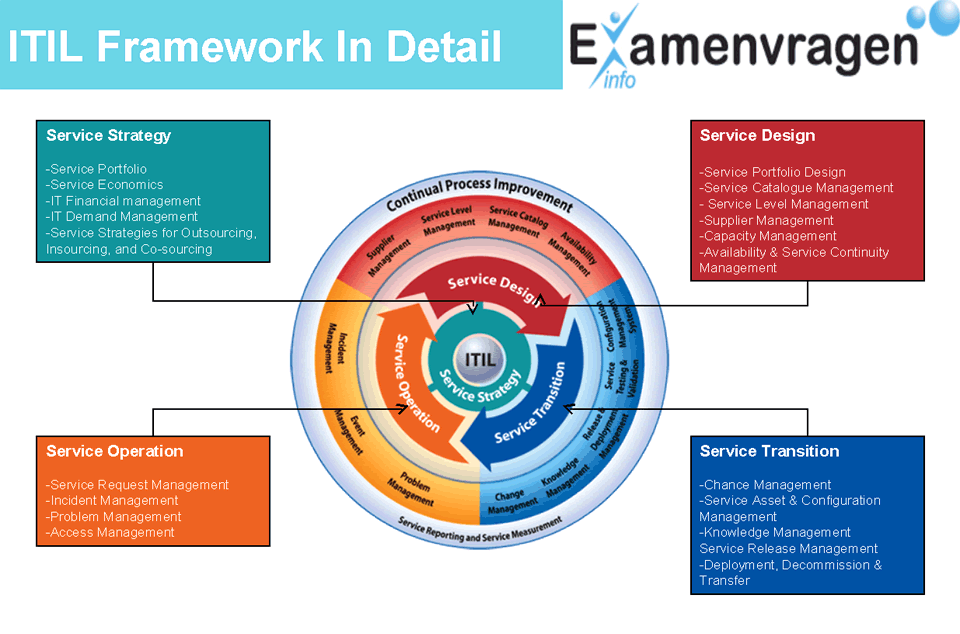 ITIL Framework In Detail
Examenvragen
info
Service Strategy
-Service Portfolio
-Service Economics
-IT Financial management
-IT Demand Management
-Service Strategies for Outsourcing,
Insourcing, and Co-sourcing
Service Design
-Service Portfolio Design
-Service Catalogue Management
- Service Level Management
-Supplier Management
-Capacity Management
-Availability & Service Continuity
Management
Continual Process Improvement
Supplier
Management
Service Level
Management
Service Catalog
Management
Availability
Management
Service Design
Configuration
Management
System
Service
Testing &
Validation
Release &
Deployment
Management
Knowledge
Management
Change
Management
Service Transition
Incident
Management
Event
Management
Problem
Management
Service Operation
ITIL
Service Strategy
Service Reporting and Service Measurement
Service Operation
-Service Request Management
-Incident Management
-Problem Management
-Access Management
Service Transition
-Chance Management
-Service Asset & Configuration
Management
-Knowledge Management
Service Release Management
-Deployment, Decommission &
Transfer